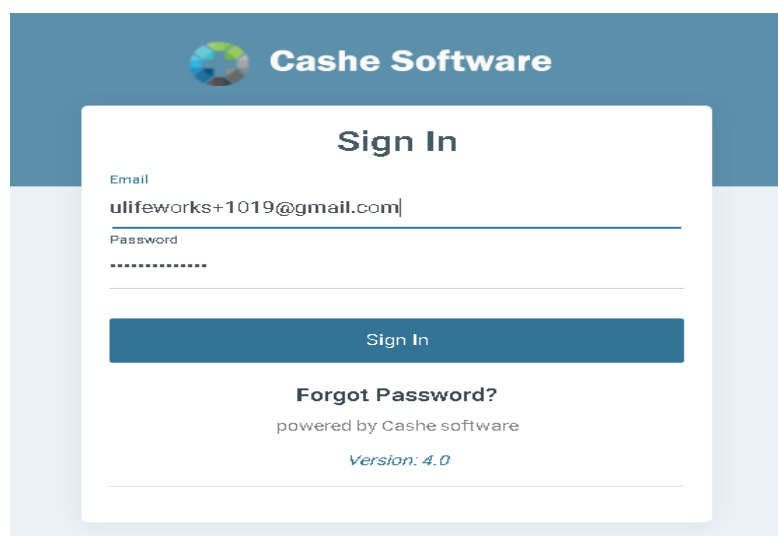 Cashe Software
Sign In
Email
ulifeworks+1019@gmail.com
Password
••••••••••••••
Sign In
Forgot Password?
powered by Cashe software
Version: 4.0